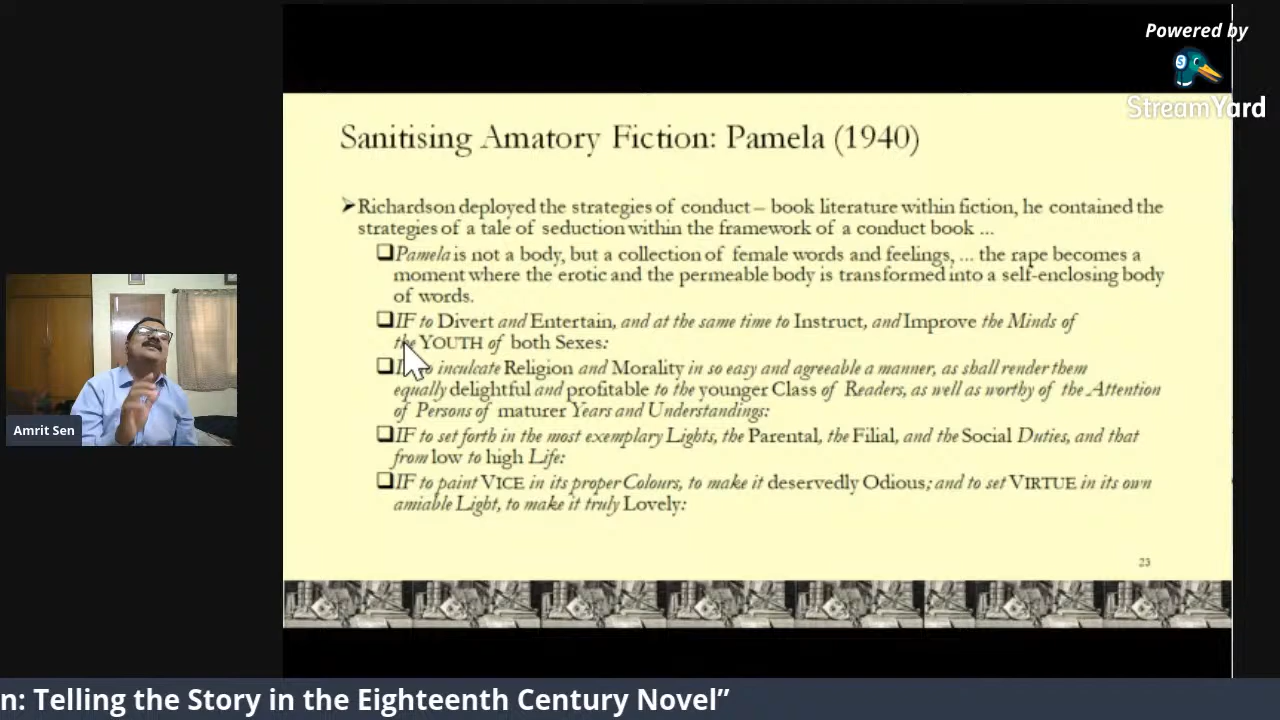 Powered by
StreamYard
Sanitising Amatory Fiction: Pamela (1940)
Richardson deployed the strategies of conduct – book literature within fiction, he contained the
strategies of a tale of seduction within the framework of a conduct book ...
Pamela is not a body, but a collection of female words and feelings, ... the rape becomes a
moment where the erotic and the permeable body is transformed into a self-enclosing body
of words.
IF to Divert and Entertain, and at the same time to Instruct, and Improve the Minds of
the YOUTH of both Sexes:
inculcate Religion and Morality in so easy and agreeable a manner, as shall render them
equally delightful and profitable to the younger Class of Readers, as well as worthy of the Attention
of Persons of maturer Years and Understandings:
IF to set forth in the most exemplary Lights, the Parental, the Filial, and the Social Duties, and that
from low to high Life:
IF to paint VICE in its proper Colours, to make it deservedly Odious; and to set VIRTUE in its own
amiable Light, to make it truly Lovely:
23
Amrit Sen
n: Telling the Story in the Eighteenth Century Novel”